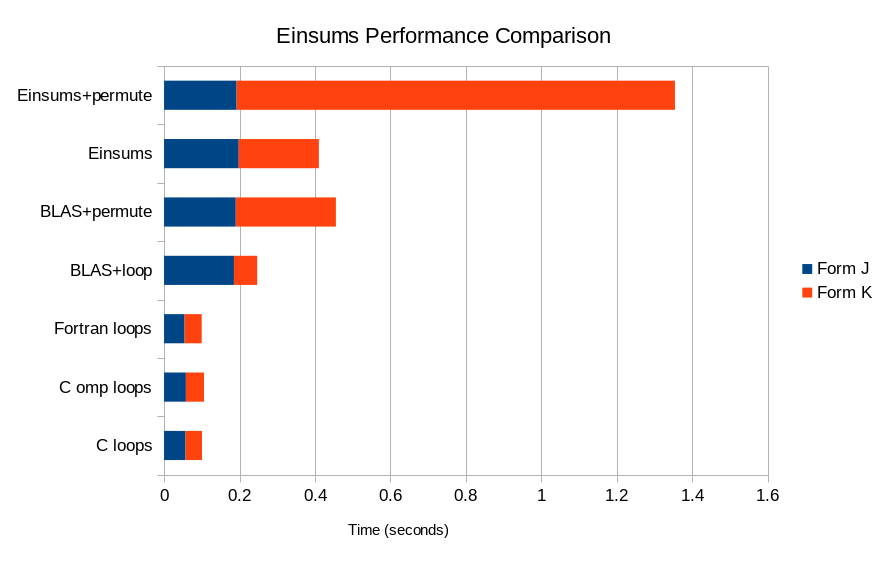 Einsums Performance Comparison
Einsums+permute
Einsums
BLAS+permute
BLAS+loop
Fortran loops
C omp loops
C loops
0 0.2 0.4 0.6 0.8 1 1.2 1.4 1.6
Time (seconds)
Form J
Form K